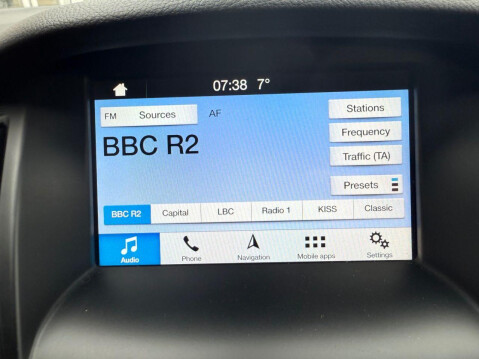 07:38 7°
FM Sources AF Stations
BBC R2 Frequency
Traffic (TA)
Presets
BBC R2 Capital LBC Radio 1 KISS Classic
Audio Phone Navigation Mobile apps Settings